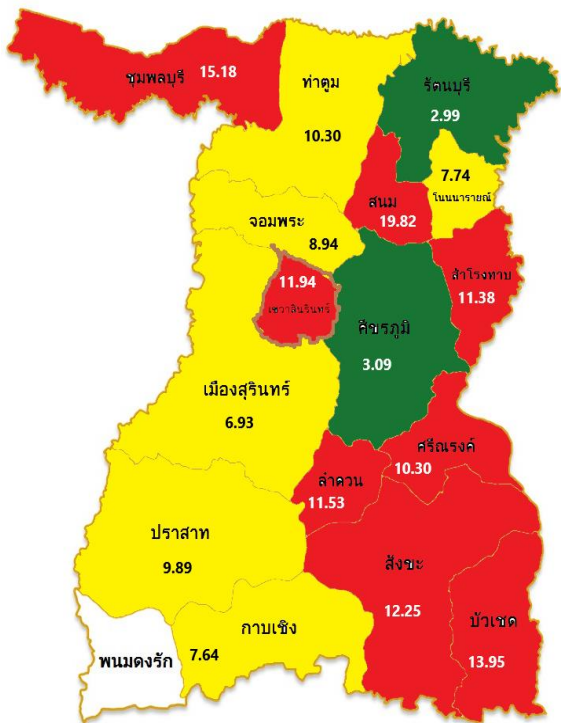 ชุมพลบุรี 15.18
ท่าตูม
10.30
รัตนบุรี
2.99
7.74
โนนนารายณ์
สนม
19.82
จอมพระ
8.94
สำโรงทาบ
11.38
11.94
เขวาสินรินทร์
ศีขรภูมิ
3.09
เมืองสุรินทร์
6.93
ศรีณรงค์
10.30
ลำดวน
11.53
ปราสาท
9.89
สังขะ
12.25
บัวเชด
13.95
กาบเชิง
7.64
พนมดงรัก